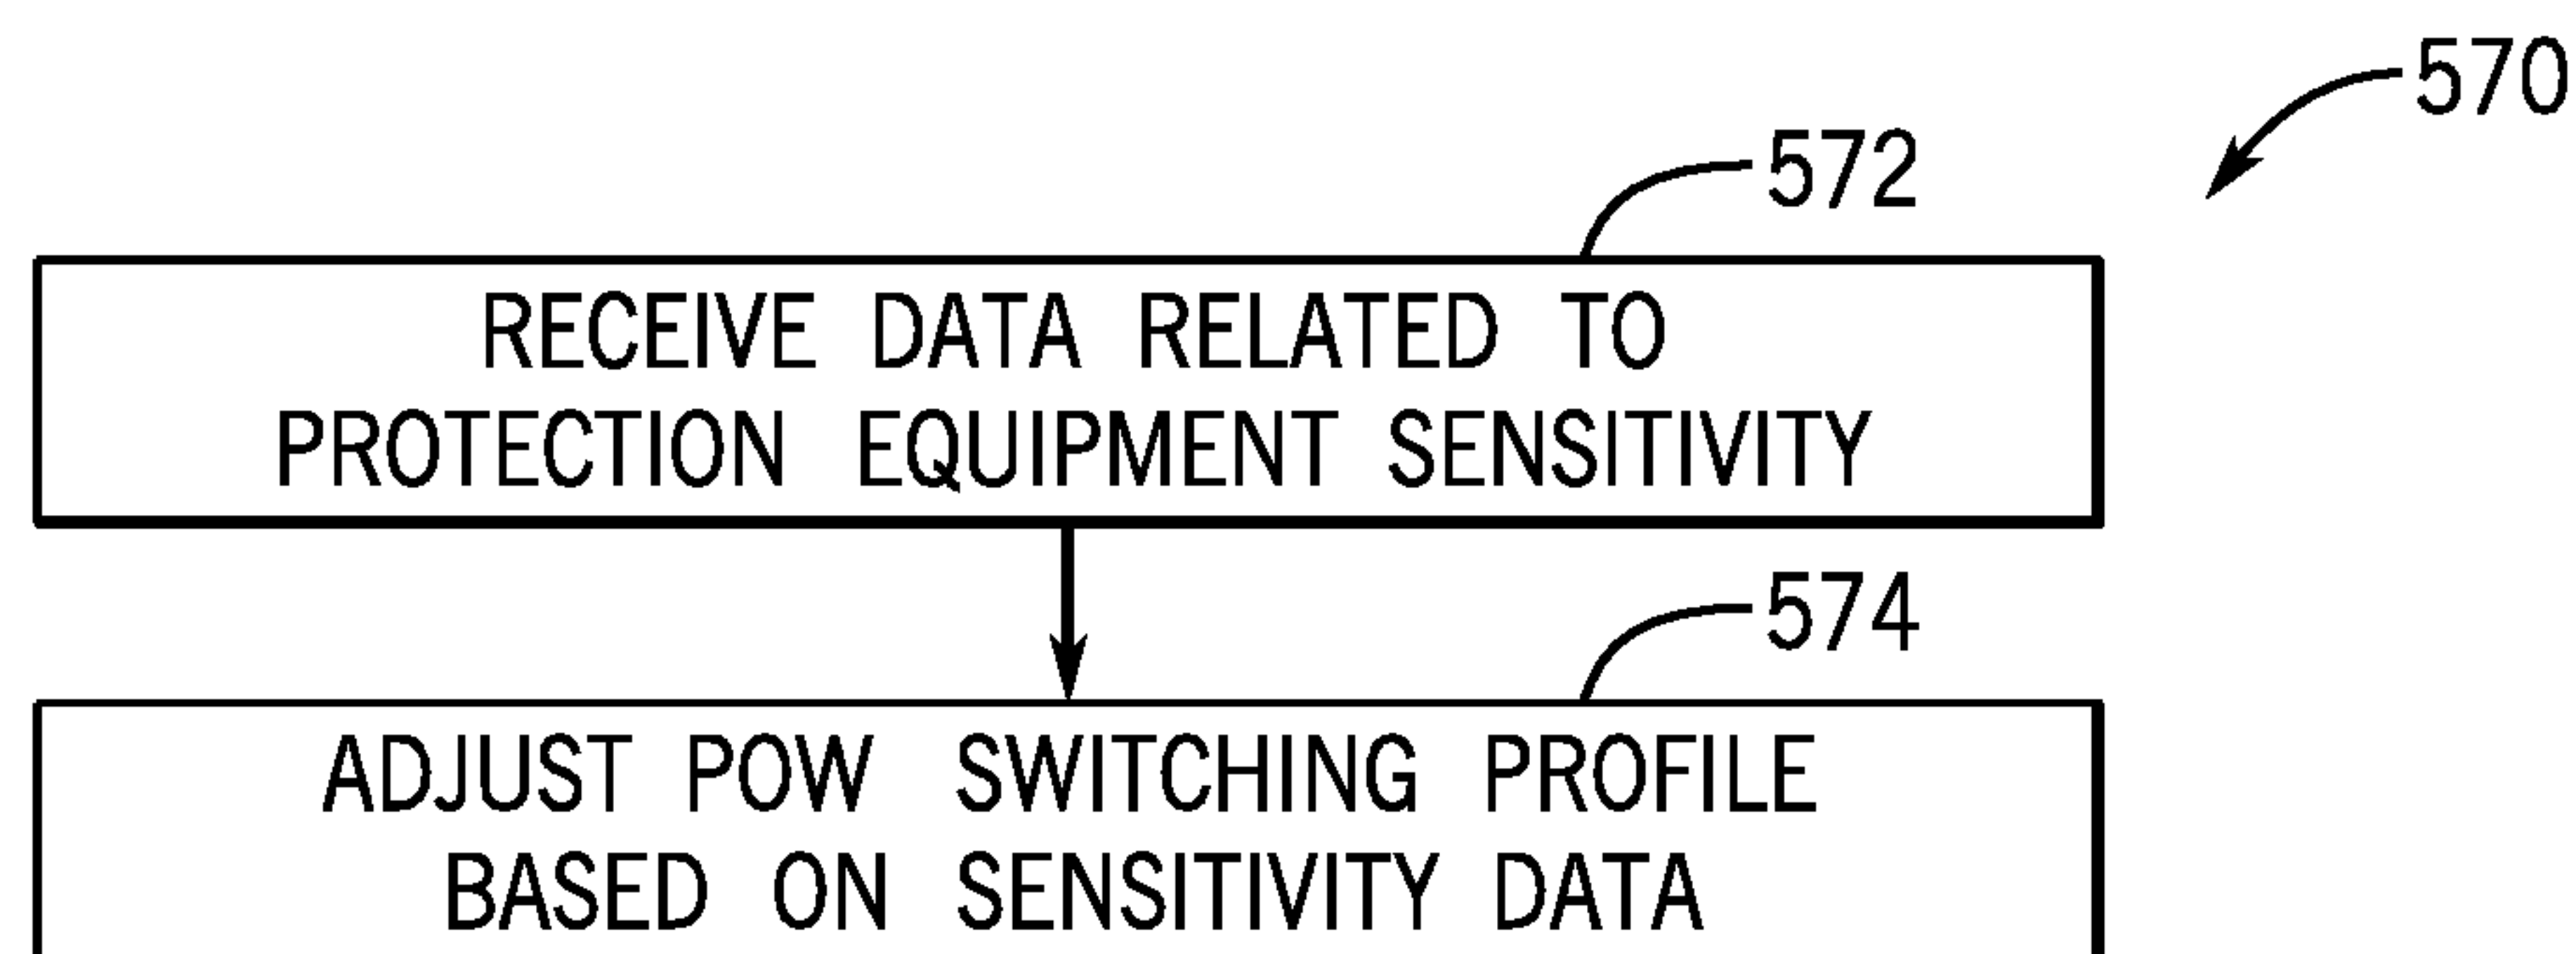 570
572
RECEIVE DATA RELATED TO
PROTECTION EQUIPMENT SENSITIVITY
574
ADJUST POW SWITCHING PROFILE
BASED ON SENSITIVITY DATA